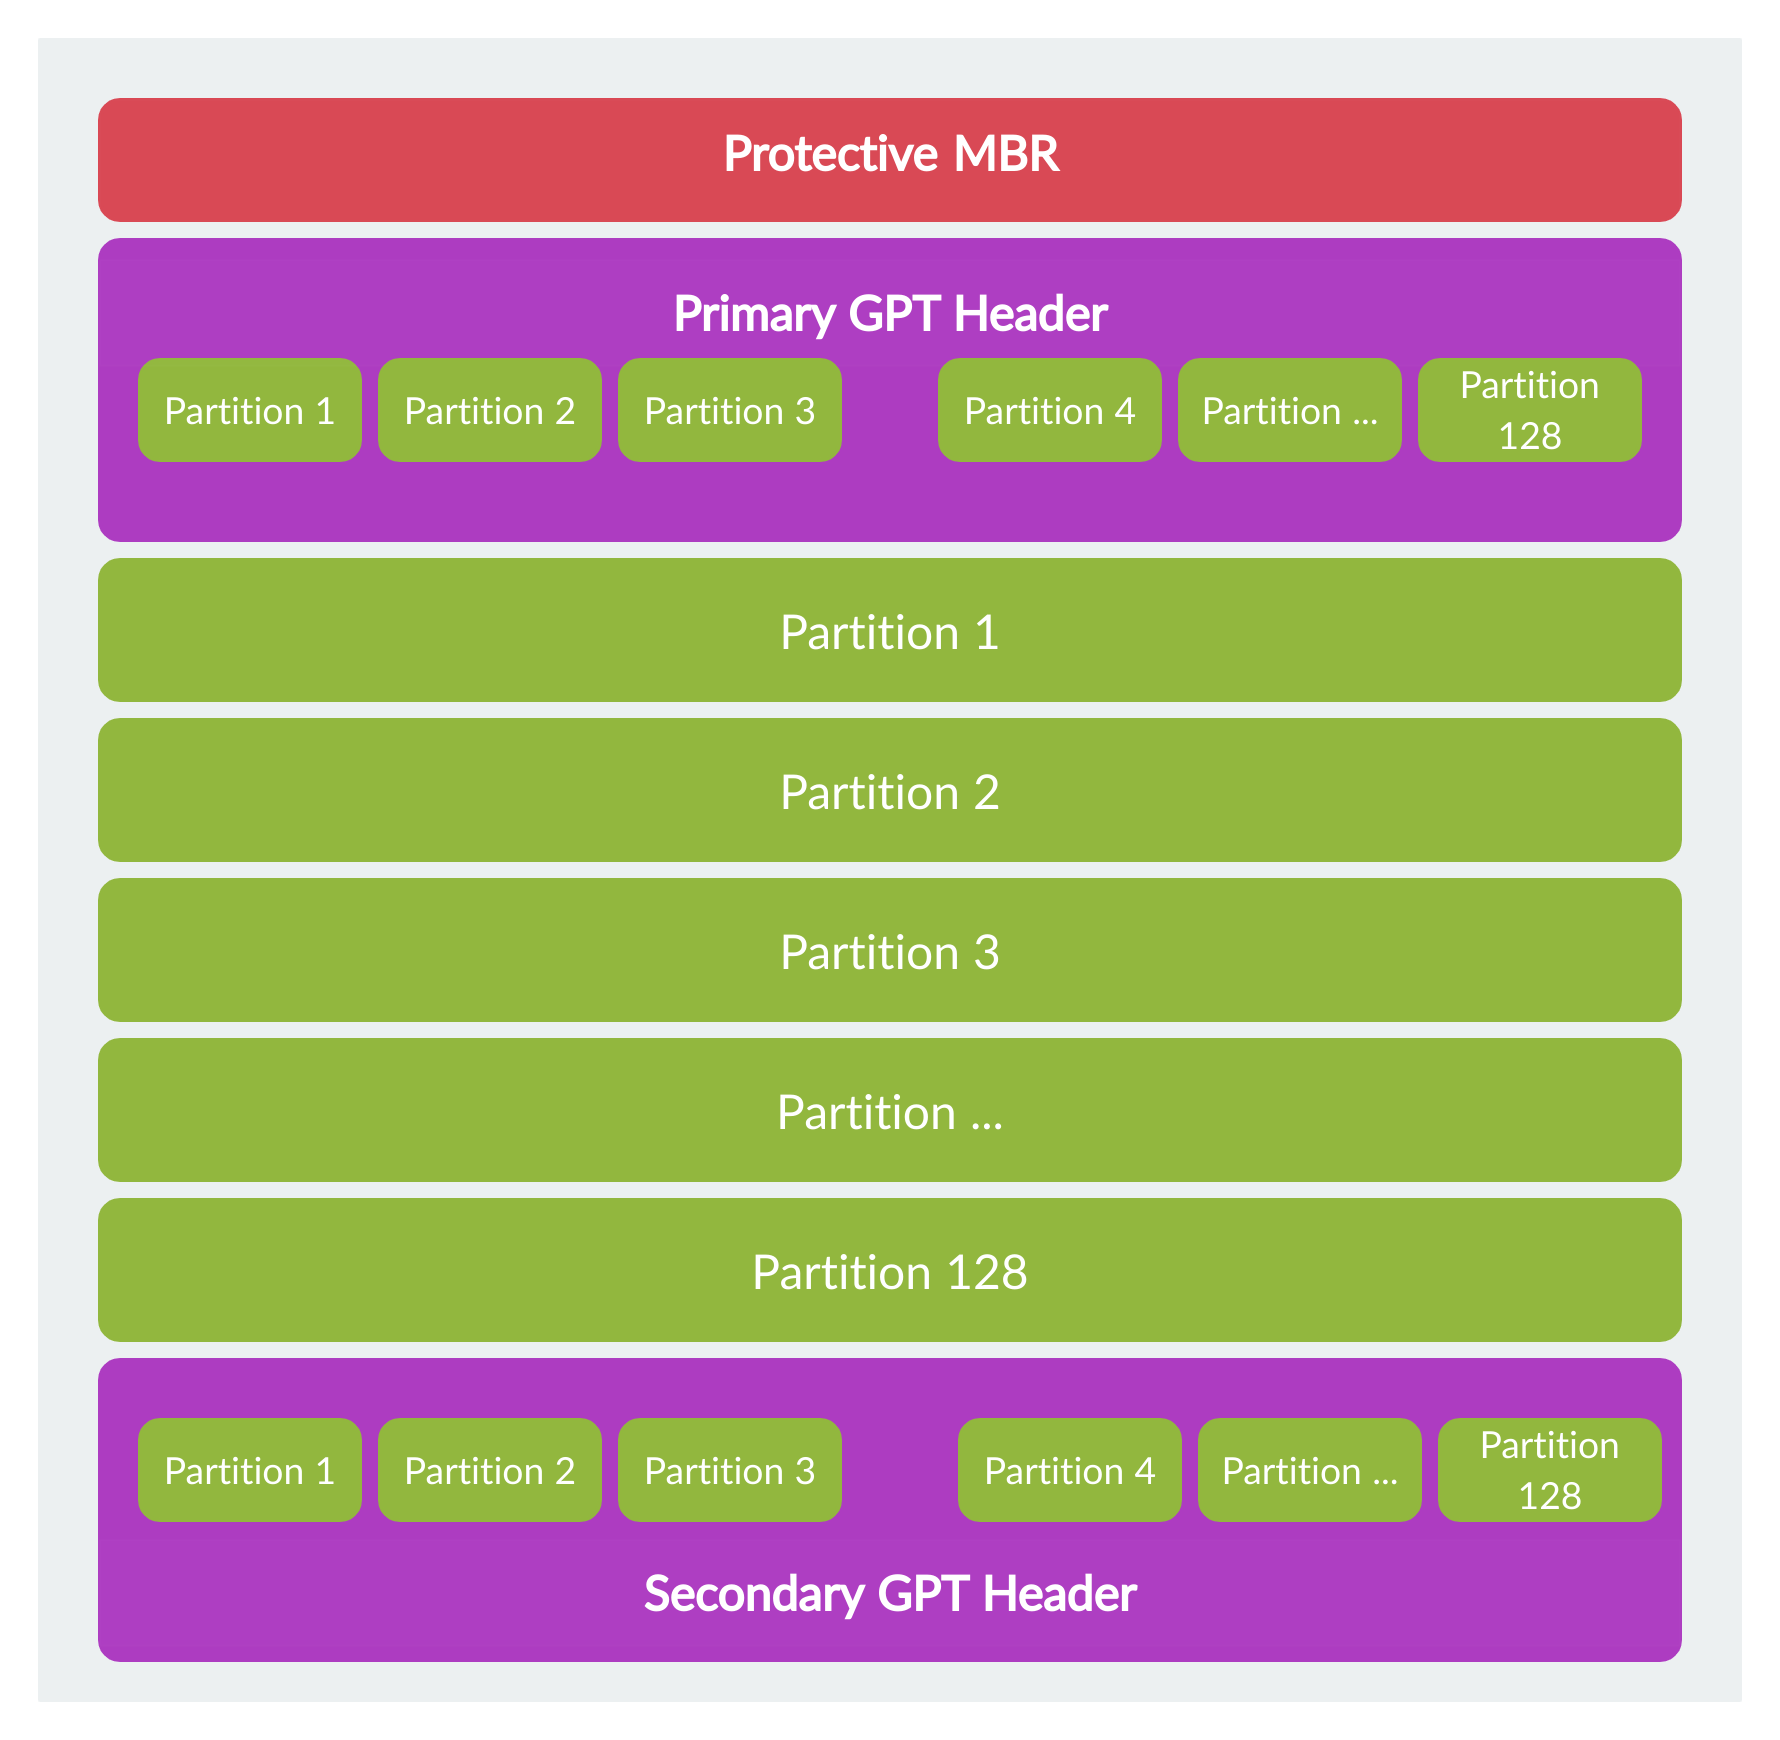 Protective MBR
Primary GPT Header
Partition 1
Partition 2
Partition 3
Partition 4
Partition ...
Partition
128
Partition 1
Partition 2
Partition 3
Partition ...
Partition 128
Partition 1
Partition 2
Partition 3
Partition 4
Partition ...
Partition
128
Secondary GPT Header